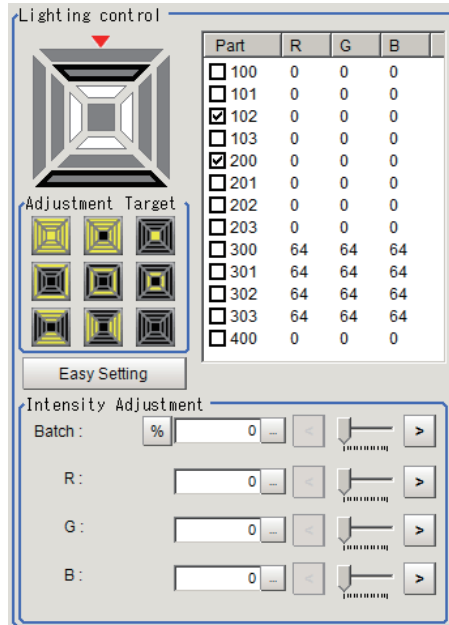 Lighting control
Part R G B
100 0 0 0
101 0 0 0
102 0 0 0
103 0 0 0
200 0 0 0
201 0 0 0
202 0 0 0
203 0 0 0
300 64 64 64
301 64 64 64
302 64 64 64
303 64 64 64
400 0 0 0
Adjustment Target
Easy Setting
Intensity Adjustment
Batch : % 0 ... < >
R : 0 ... < >
G : 0 ... < >
B : 0 ... < >